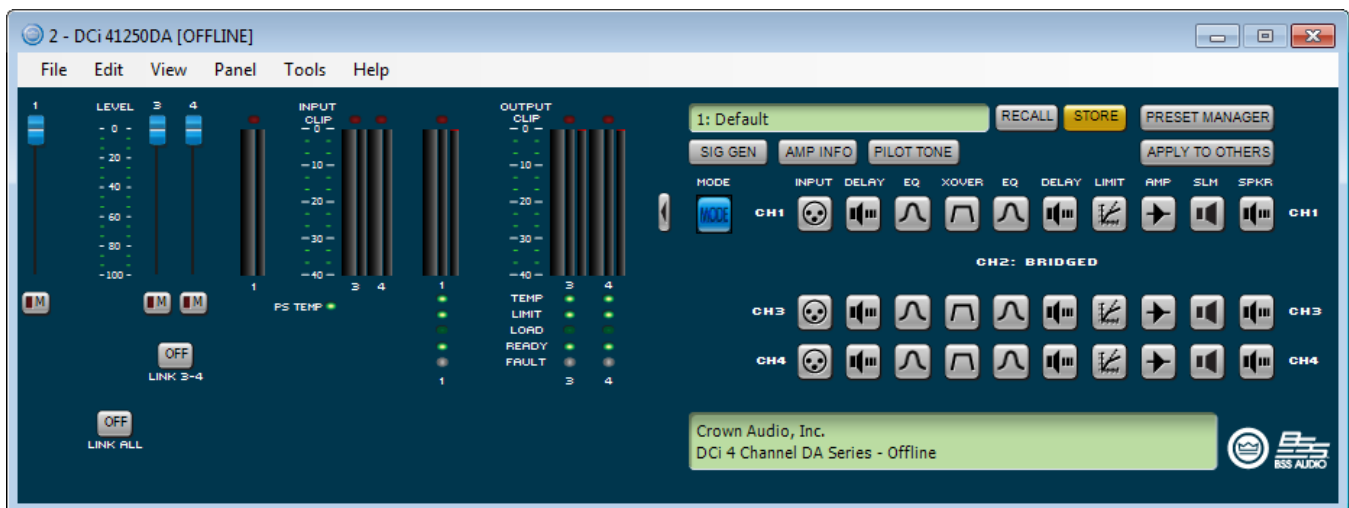 2 - DCi 41250DA [OFFLINE]
File Edit View Panel Tools Help
1 LEVEL 3 4 INPUT CLIP OUTPUT CLIP
- 0 -
- 20 -
- 40 -
- 60 -
- 80 -
- 100 -
M M M
OFF
LINK 3-4
OFF
LINK ALL
- 0 -
- 10 -
- 20 -
- 30 -
- 40 -
1 3 4
PS TEMP
- 0 -
- 10 -
- 20 -
- 30 -
- 40 -
1 3 4
TEMP
LIMIT
LOAD
READY
FAULT
1 3 4
1: Default RECALL STORE PRESET MANAGER
SIG GEN AMP INFO PILOT TONE APPLY TO OTHERS
MODE INPUT DELAY EQ XOVER EQ DELAY LIMIT AMP SLM SPKR
MODE CH1 CH1
CH2: BRIDGED
CH3 CH3
CH4 CH4
Crown Audio, Inc.
DCi 4 Channel DA Series - Offline
BSS
BSS AUDIO